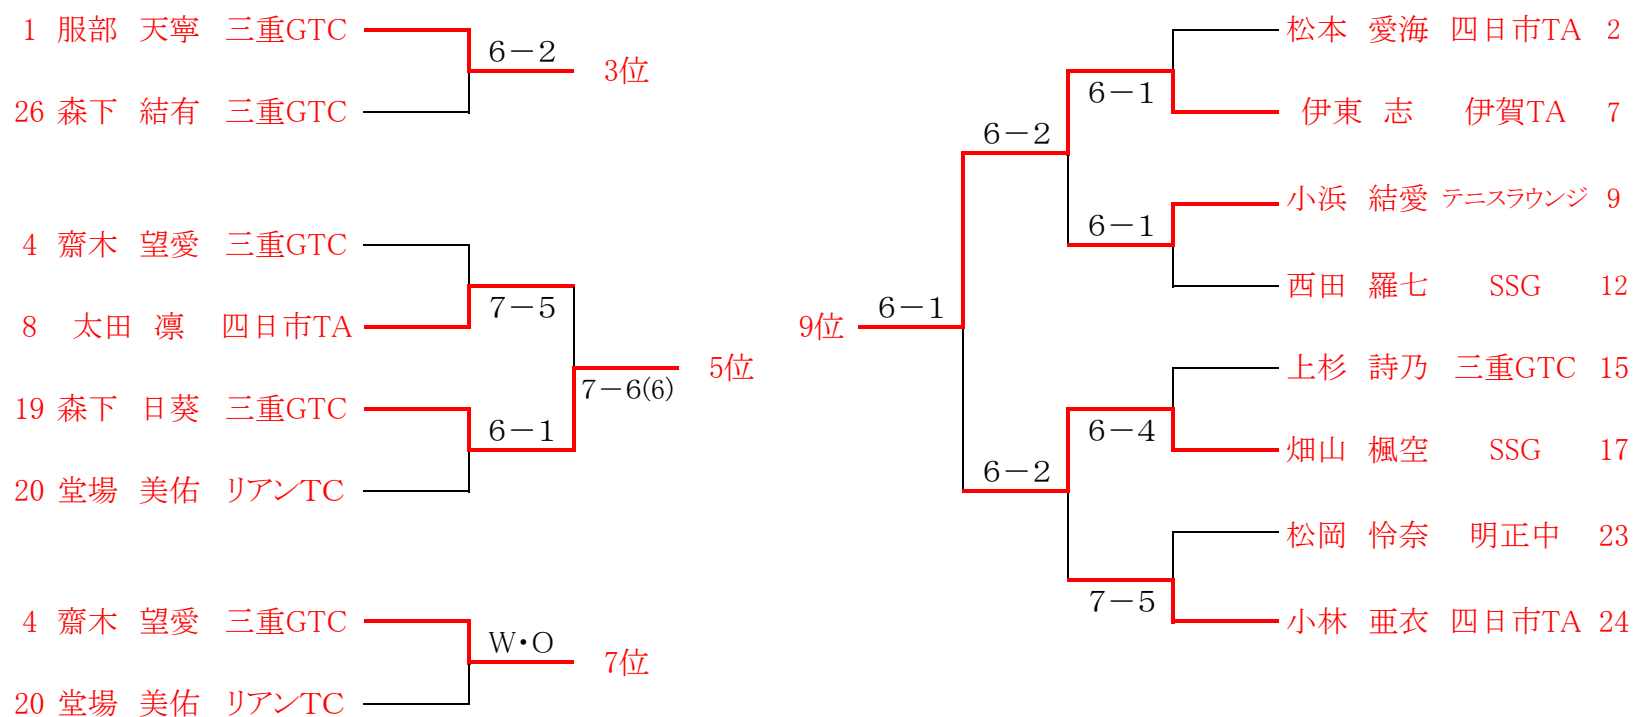 1 服部 天寧 三重GTC
6－2
3位
26 森下 結有 三重GTC
4 齋木 望愛 三重GTC
7－5
8 太田 凛 四日市TA
5位
7－6(6)
19 森下 日葵 三重GTC
6－1
20 堂場 美佑 リアンTC
4 齋木 望愛 三重GTC
W・O
7位
20 堂場 美佑 リアンTC
松本 愛海 四日市TA 2
6－1
伊東 志 伊賀TA 7
6－2
小浜 結愛 テニスラウンジ 9
6－1
西田 羅七 SSG 12
6－1
9位
上杉 詩乃 三重GTC 15
6－4
畑山 楓空 SSG 17
6－2
松岡 怜奈 明正中 23
7－5
小林 亜衣 四日市TA 24